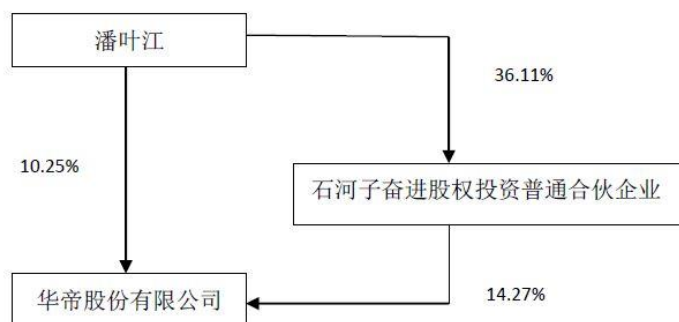 潘叶江
36.11%
10.25%
石河子奋进股权投资普通合伙企业
华帝股份有限公司
14.27%